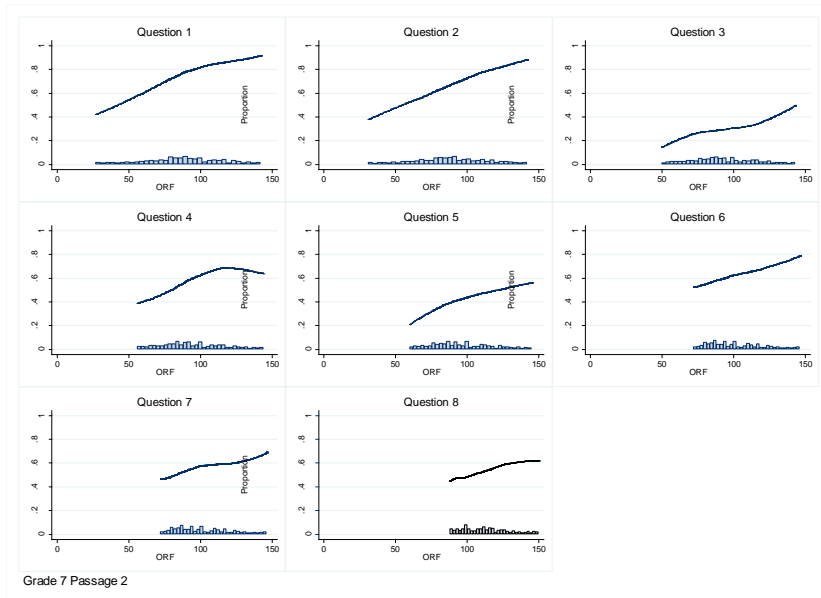 Question 1
1
.8
.6
.4
.2
0
Proportion
0 50 100 150
ORF
Question 2
1
.8
.6
.4
.2
0
Proportion
0 50 100 150
ORF
Question 3
1
.8
.6
.4
.2
0
0 50 100 150
ORF
Question 4
1
.8
.6
.4
.2
0
Proportion
0 50 100 150
ORF
Question 5
1
.8
.6
.4
.2
0
Proportion
0 50 100 150
ORF
Question 6
1
.8
.6
.4
.2
0
0 50 100 150
ORF
Question 7
1
.8
.6
.4
.2
0
Proportion
0 50 100 150
ORF
Question 8
1
.8
.6
.4
.2
0
0 50 100 150
ORF
Grade 7 Passage 2